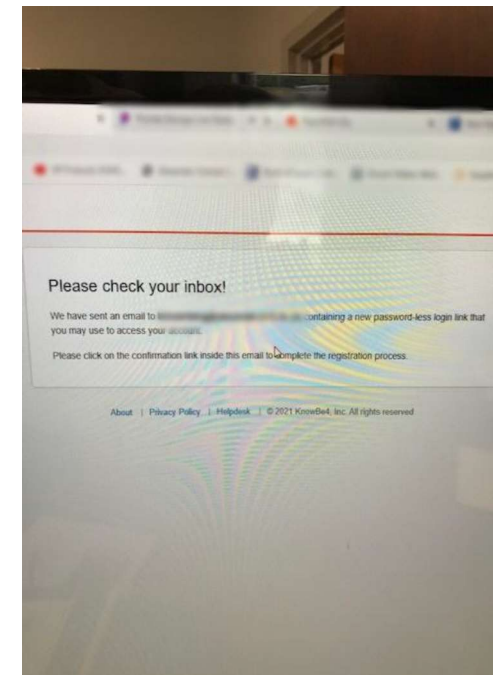 Please check your inbox!
We have sent an email to containing a new password-less login link that
you may use to access your account.
Please click on the confirmation link inside this email to complete the registration process.
About | Privacy Policy | Helpdesk | © 2021 KnowBe4, Inc. All rights reserved